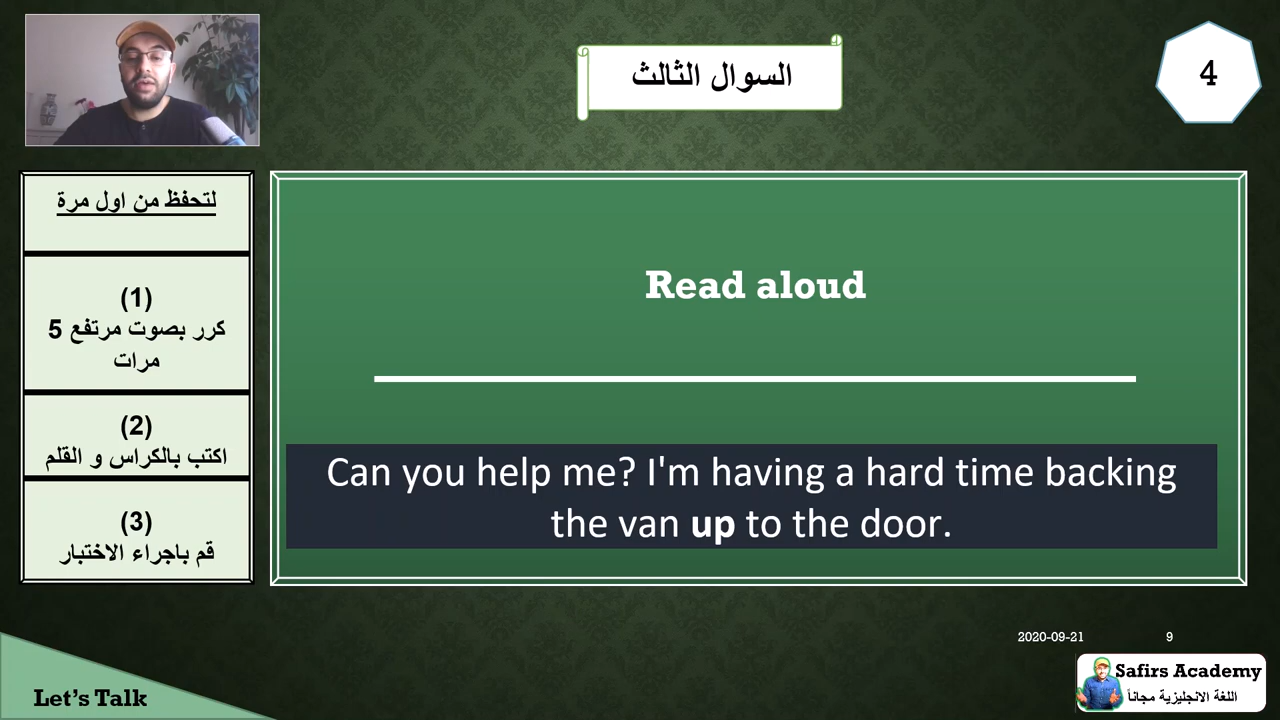 السوال الثالث
4
لتحفظ من اول مرة
(1)
كرر بصوت مرتفع 5
مرات
(2)
اكتب بالكراس و القلم
(3)
قم باجراء الاختبار
Read aloud
Can you help me? I'm having a hard time backing
the van up to the door.
2020-09-21
9
Let's Talk
Safirs Academy
اللغة الانجليزية مجاناً